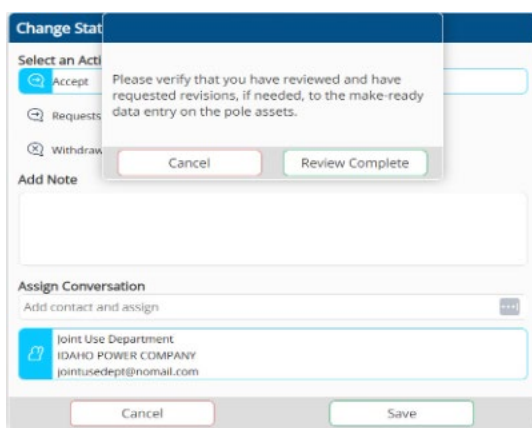 Change Stat
Select an Acti
Accept
Requests
Withdraw
Please verify that you have reviewed and have
requested revisions, if needed, to the make-ready
data entry on the pole assets.
Cancel
Review Complete
Add Note
Assign Conversation
Add contact and assign
Joint Use Department
IDAHO POWER COMPANY
jointusedept@nomail.com
Cancel
Save